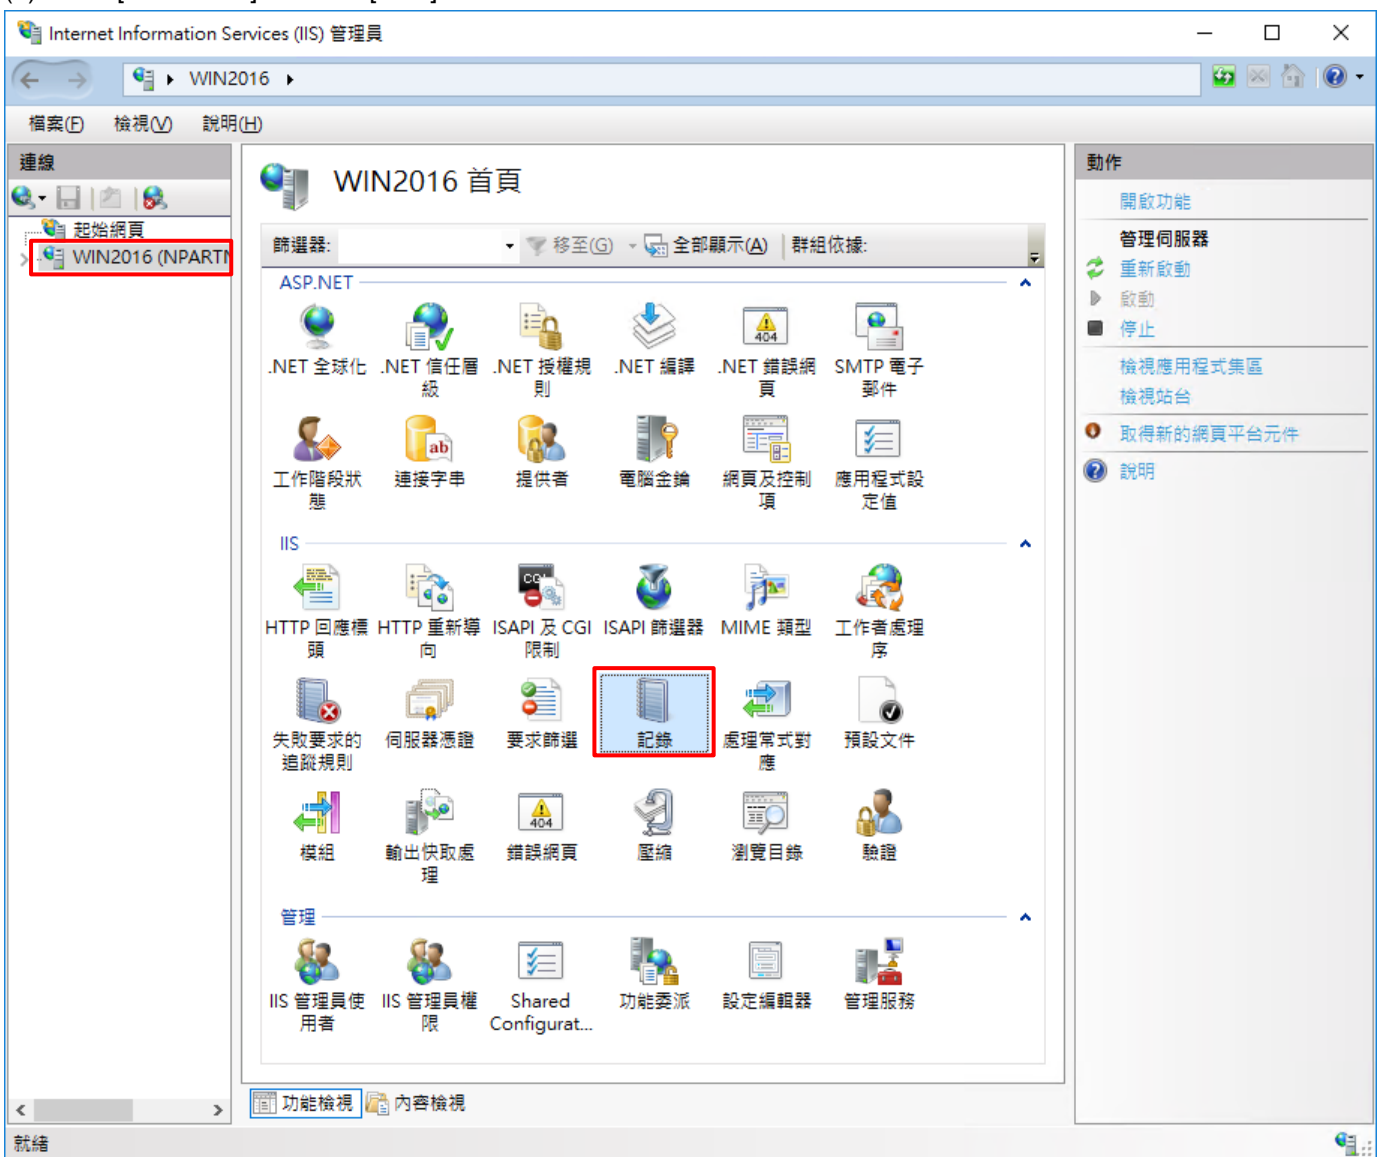 Internet Information Services (IIS) 管理員
WIN2016
檔案(F) 檢視(V) 說明(H)
連線
起始網頁
WIN2016 (NPARTN
WIN2016 首頁
篩選器: 移至(G) 全部顯示(A) 群組依據:
ASP.NET
.NET 全球化 .NET 信任層級 .NET 授權規則 .NET 編譯 .NET 錯誤網頁 SMTP 電子郵件
工作階段狀態 連接字串 提供者 電腦金鑰 網頁及控制項 應用程式設定值
IIS
HTTP 回應標頭 HTTP 重新導向 ISAPI 及 CGI 限制 ISAPI 篩選器 MIME 類型 工作者處理序
失敗要求的追蹤規則 伺服器憑證 要求篩選 記錄 處理常式對應 預設文件
模組 輸出快取處理 錯誤網頁 壓縮 瀏覽目錄 驗證
管理
IIS 管理員使用者 IIS 管理員權限 Shared Configurat... 功能委派 設定編輯器 管理服務
功能檢視 內容檢視
動作
開啟功能
管理伺服器
重新啟動
啟動
停止
檢視應用程式集區
檢視站台
取得新的網頁平台元件
說明
就緒